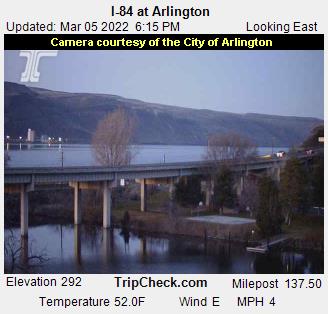 I-84 at Arlington
Updated: Mar 05 2022 6:15 PM Looking East
Camera courtesy of the City of Arlington
Elevation 292 TripCheck.com Milepost 137.50
Temperature 52.0F Wind E MPH 4